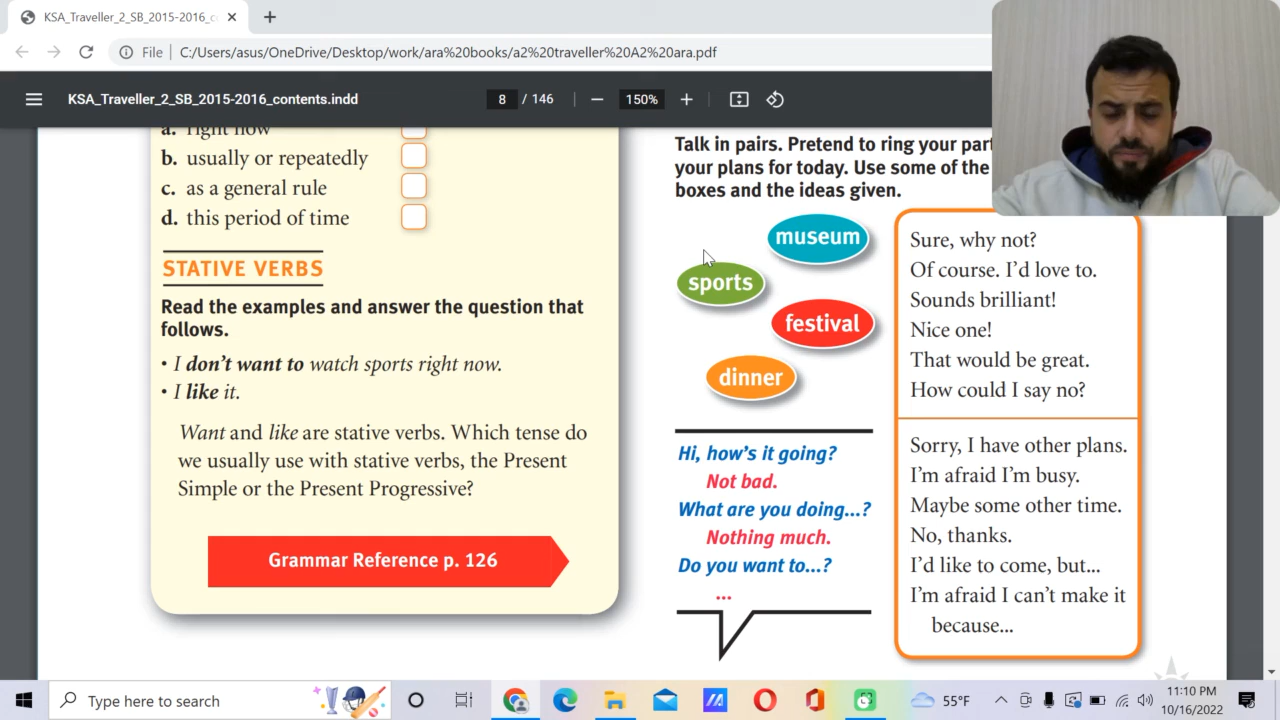 KSA_Traveller_2_SB_2015-2016_co
File
C:/Users/asus/OneDrive/Desktop/work/ara%20books/a2%20traveller%20A2%20ara.pdf
KSA_Traveller_2_SB_2015-2016_contents.indd
8 / 146
150%
a. right now
b. usually or repeatedly
c. as a general rule
d. this period of time
STATIVE VERBS
Read the examples and answer the question that
follows.
• I don't want to watch sports right now.
• I like it.
Want and like are stative verbs. Which tense do
we usually use with stative verbs, the Present
Simple or the Present Progressive?
Grammar Reference p. 126
Talk in pairs. Pretend to ring your
your plans for today. Use some of the
boxes and the ideas given.
museum
sports
festival
dinner
Hi, how's it going?
Not bad.
What are you doing...?
Nothing much.
Do you want to...?
...
Sure, why not?
Of course. I'd love to.
Sounds brilliant!
Nice one!
That would be great.
How could I say no?
Sorry, I have other plans.
I'm afraid I'm busy.
Maybe some other time.
No, thanks.
I'd like to come, but...
I'm afraid I can't make it
because...
Type here to search
55°F
11:10 PM
10/16/2022